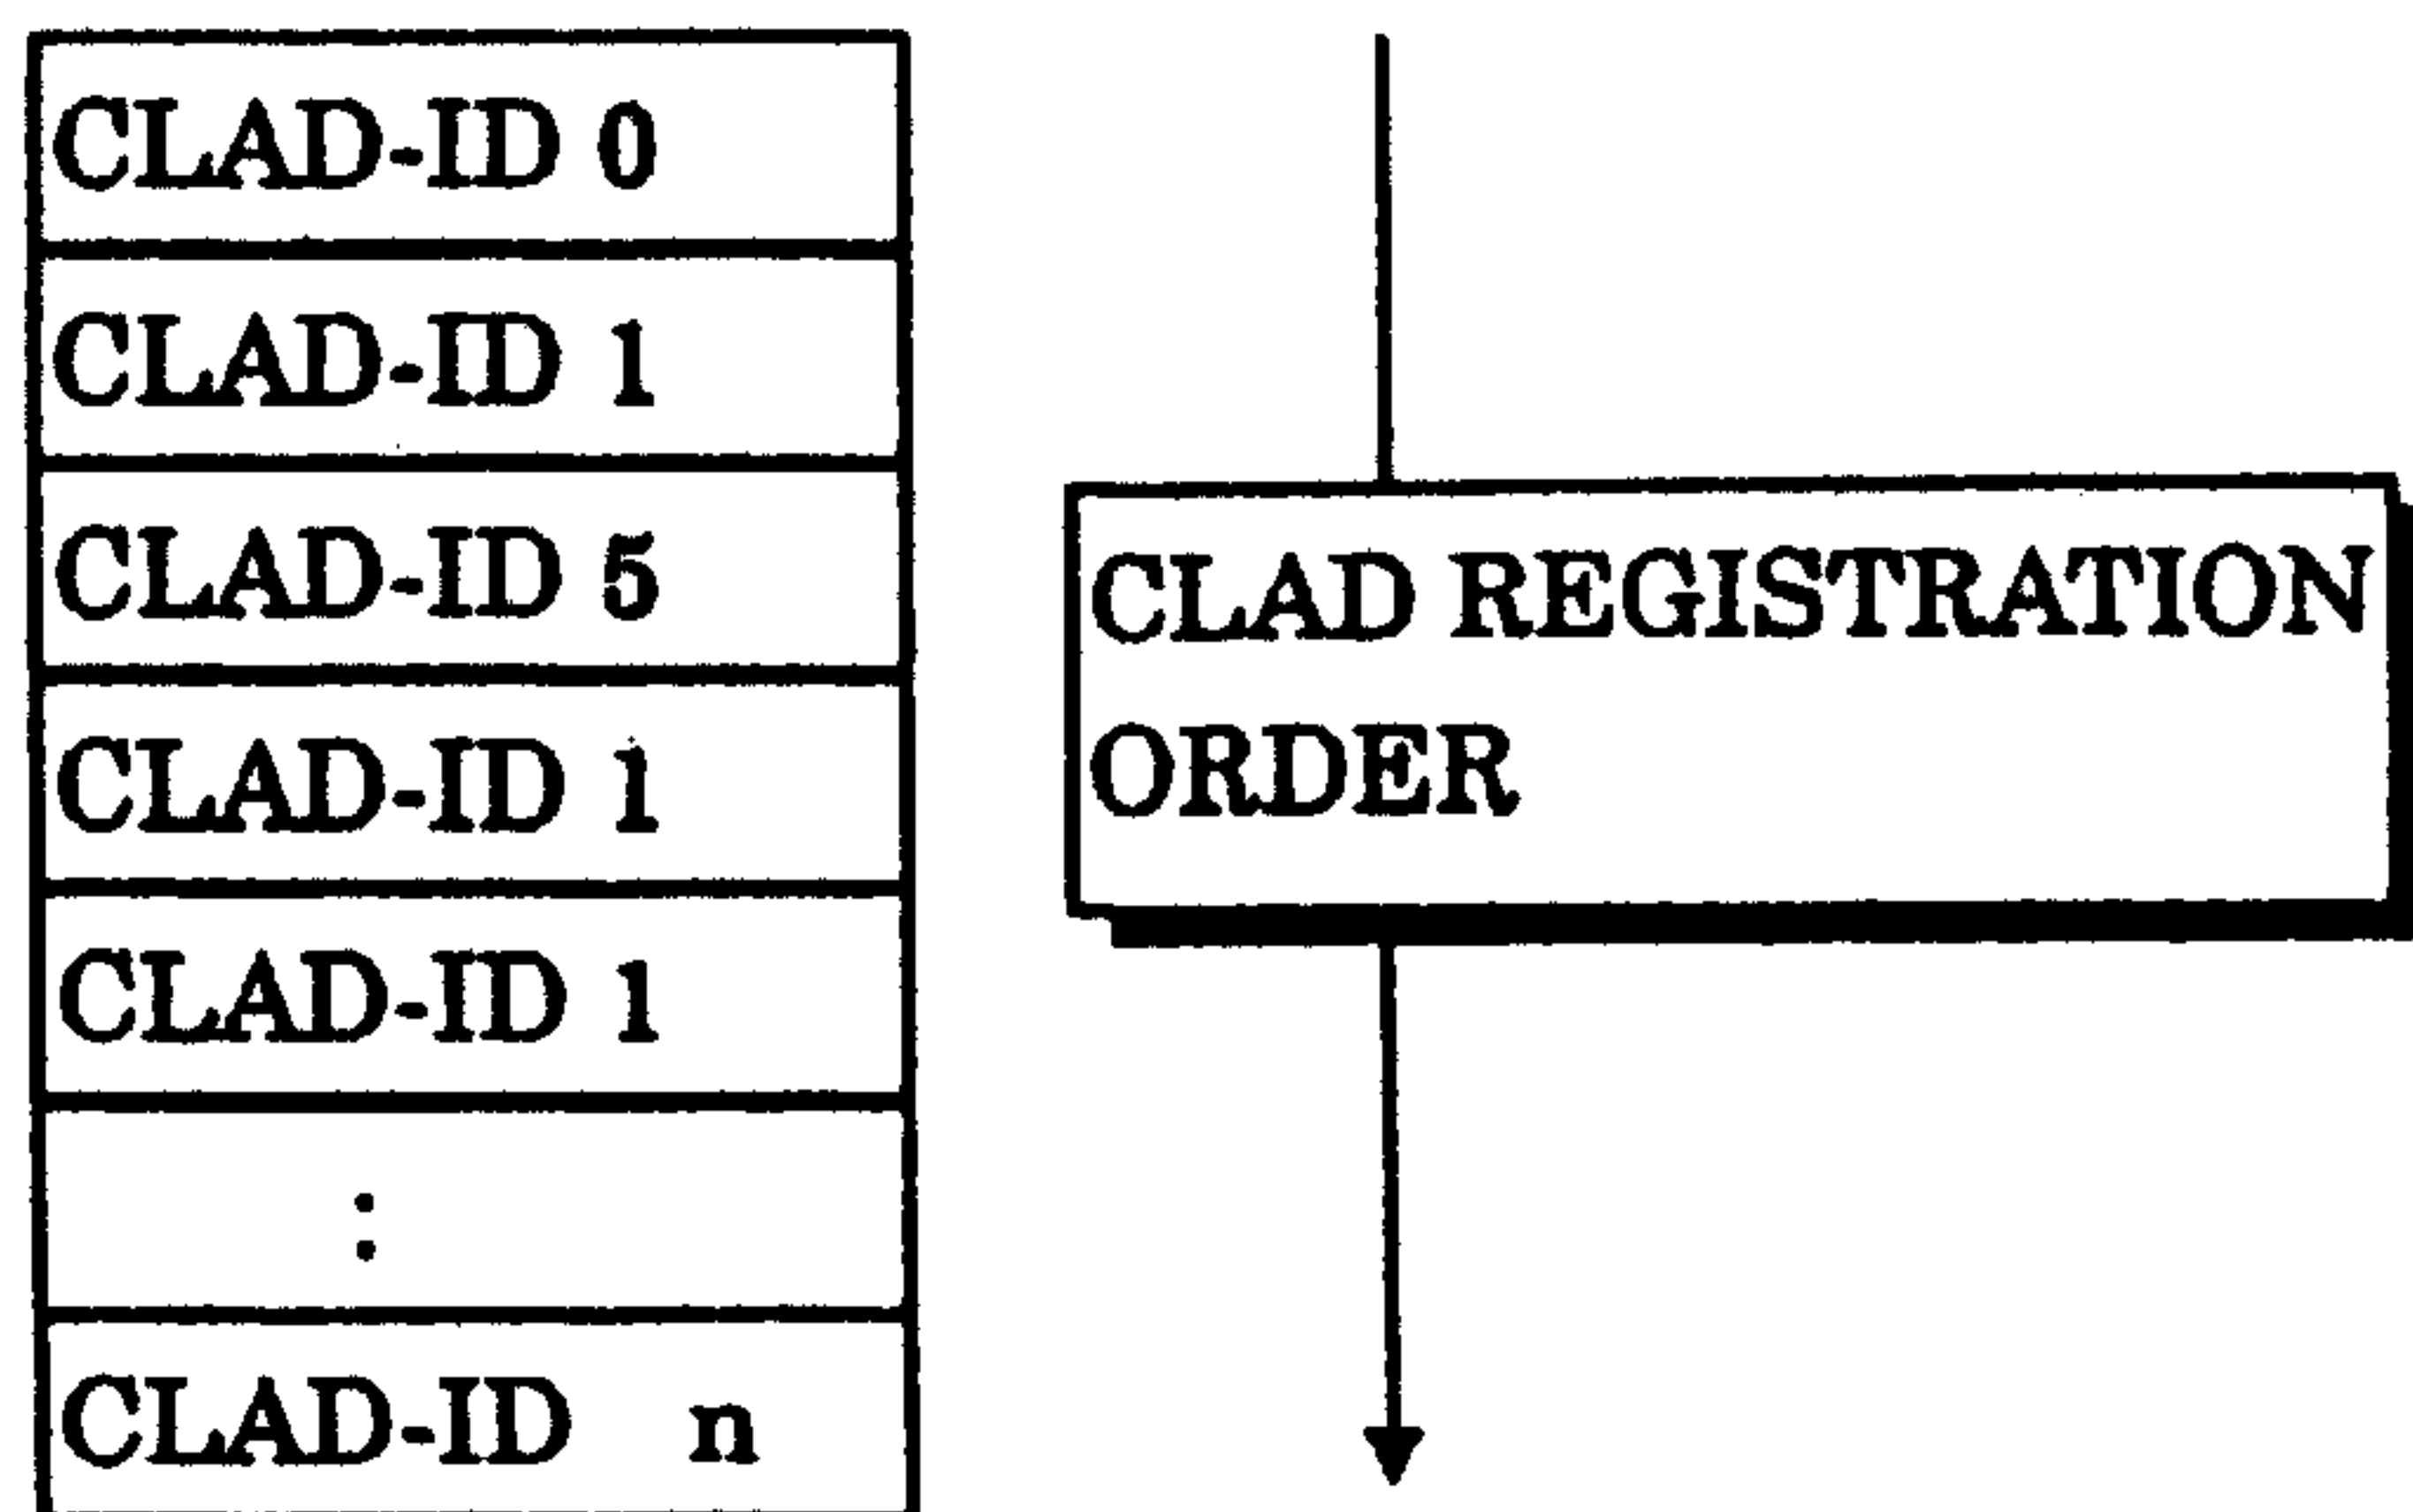 CLAD-ID 0
CLAD-ID 1
CLAD-ID 5
CLAD-ID 1
CLAD-ID 1
:
CLAD-ID n
CLAD REGISTRATION
ORDER